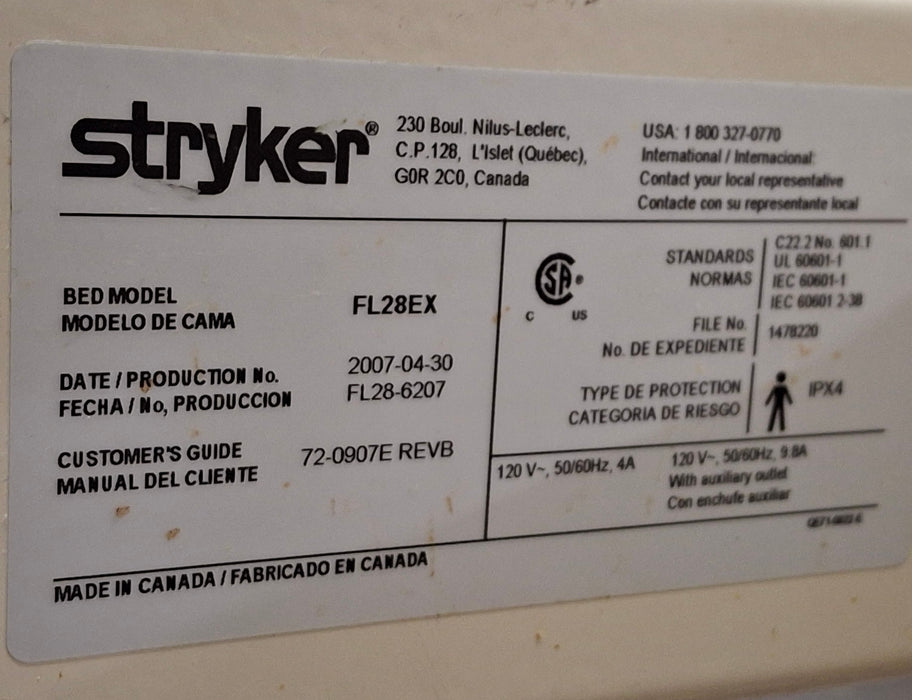 stryker®
230 Boul. Nilus-Leclerc,
C.P.128, L'Islet (Québec),
G0R 2C0, Canada
USA: 1 800 327-0770
International / Internacional:
Contact your local representative
Contacte con su representante local
BED MODEL
MODELO DE CAMA
FL28EX
DATE / PRODUCTION No.
FECHA / No, PRODUCCION
2007-04-30
FL28-6207
CUSTOMER'S GUIDE
MANUAL DEL CLIENTE
72-0907E REVB
CSA®
C US
STANDARDS
NORMAS
C22.2 No. 601.1
UL 60601-1
IEC 60601-1
IEC 60601 2-38
FILE No.
No. DE EXPEDIENTE
1478220
TYPE DE PROTECTION
CATEGORIA DE RIESGO
IPX4
120 V~, 50/60Hz, 4A
120 V~, 50/60Hz, 9.8A
With auxiliary outlet
Con enchufe auxiliar
MADE IN CANADA / FABRICADO EN CANADA